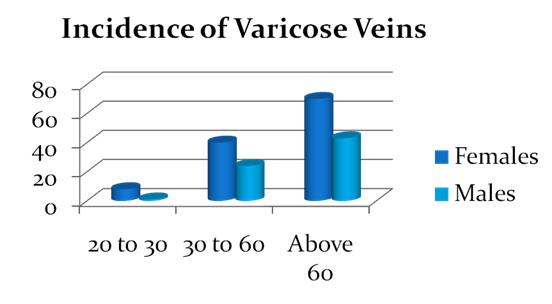 Incidence of Varicose Veins
80
60
40
20
0
20 to 30 30 to 60 Above
60
Females
Males